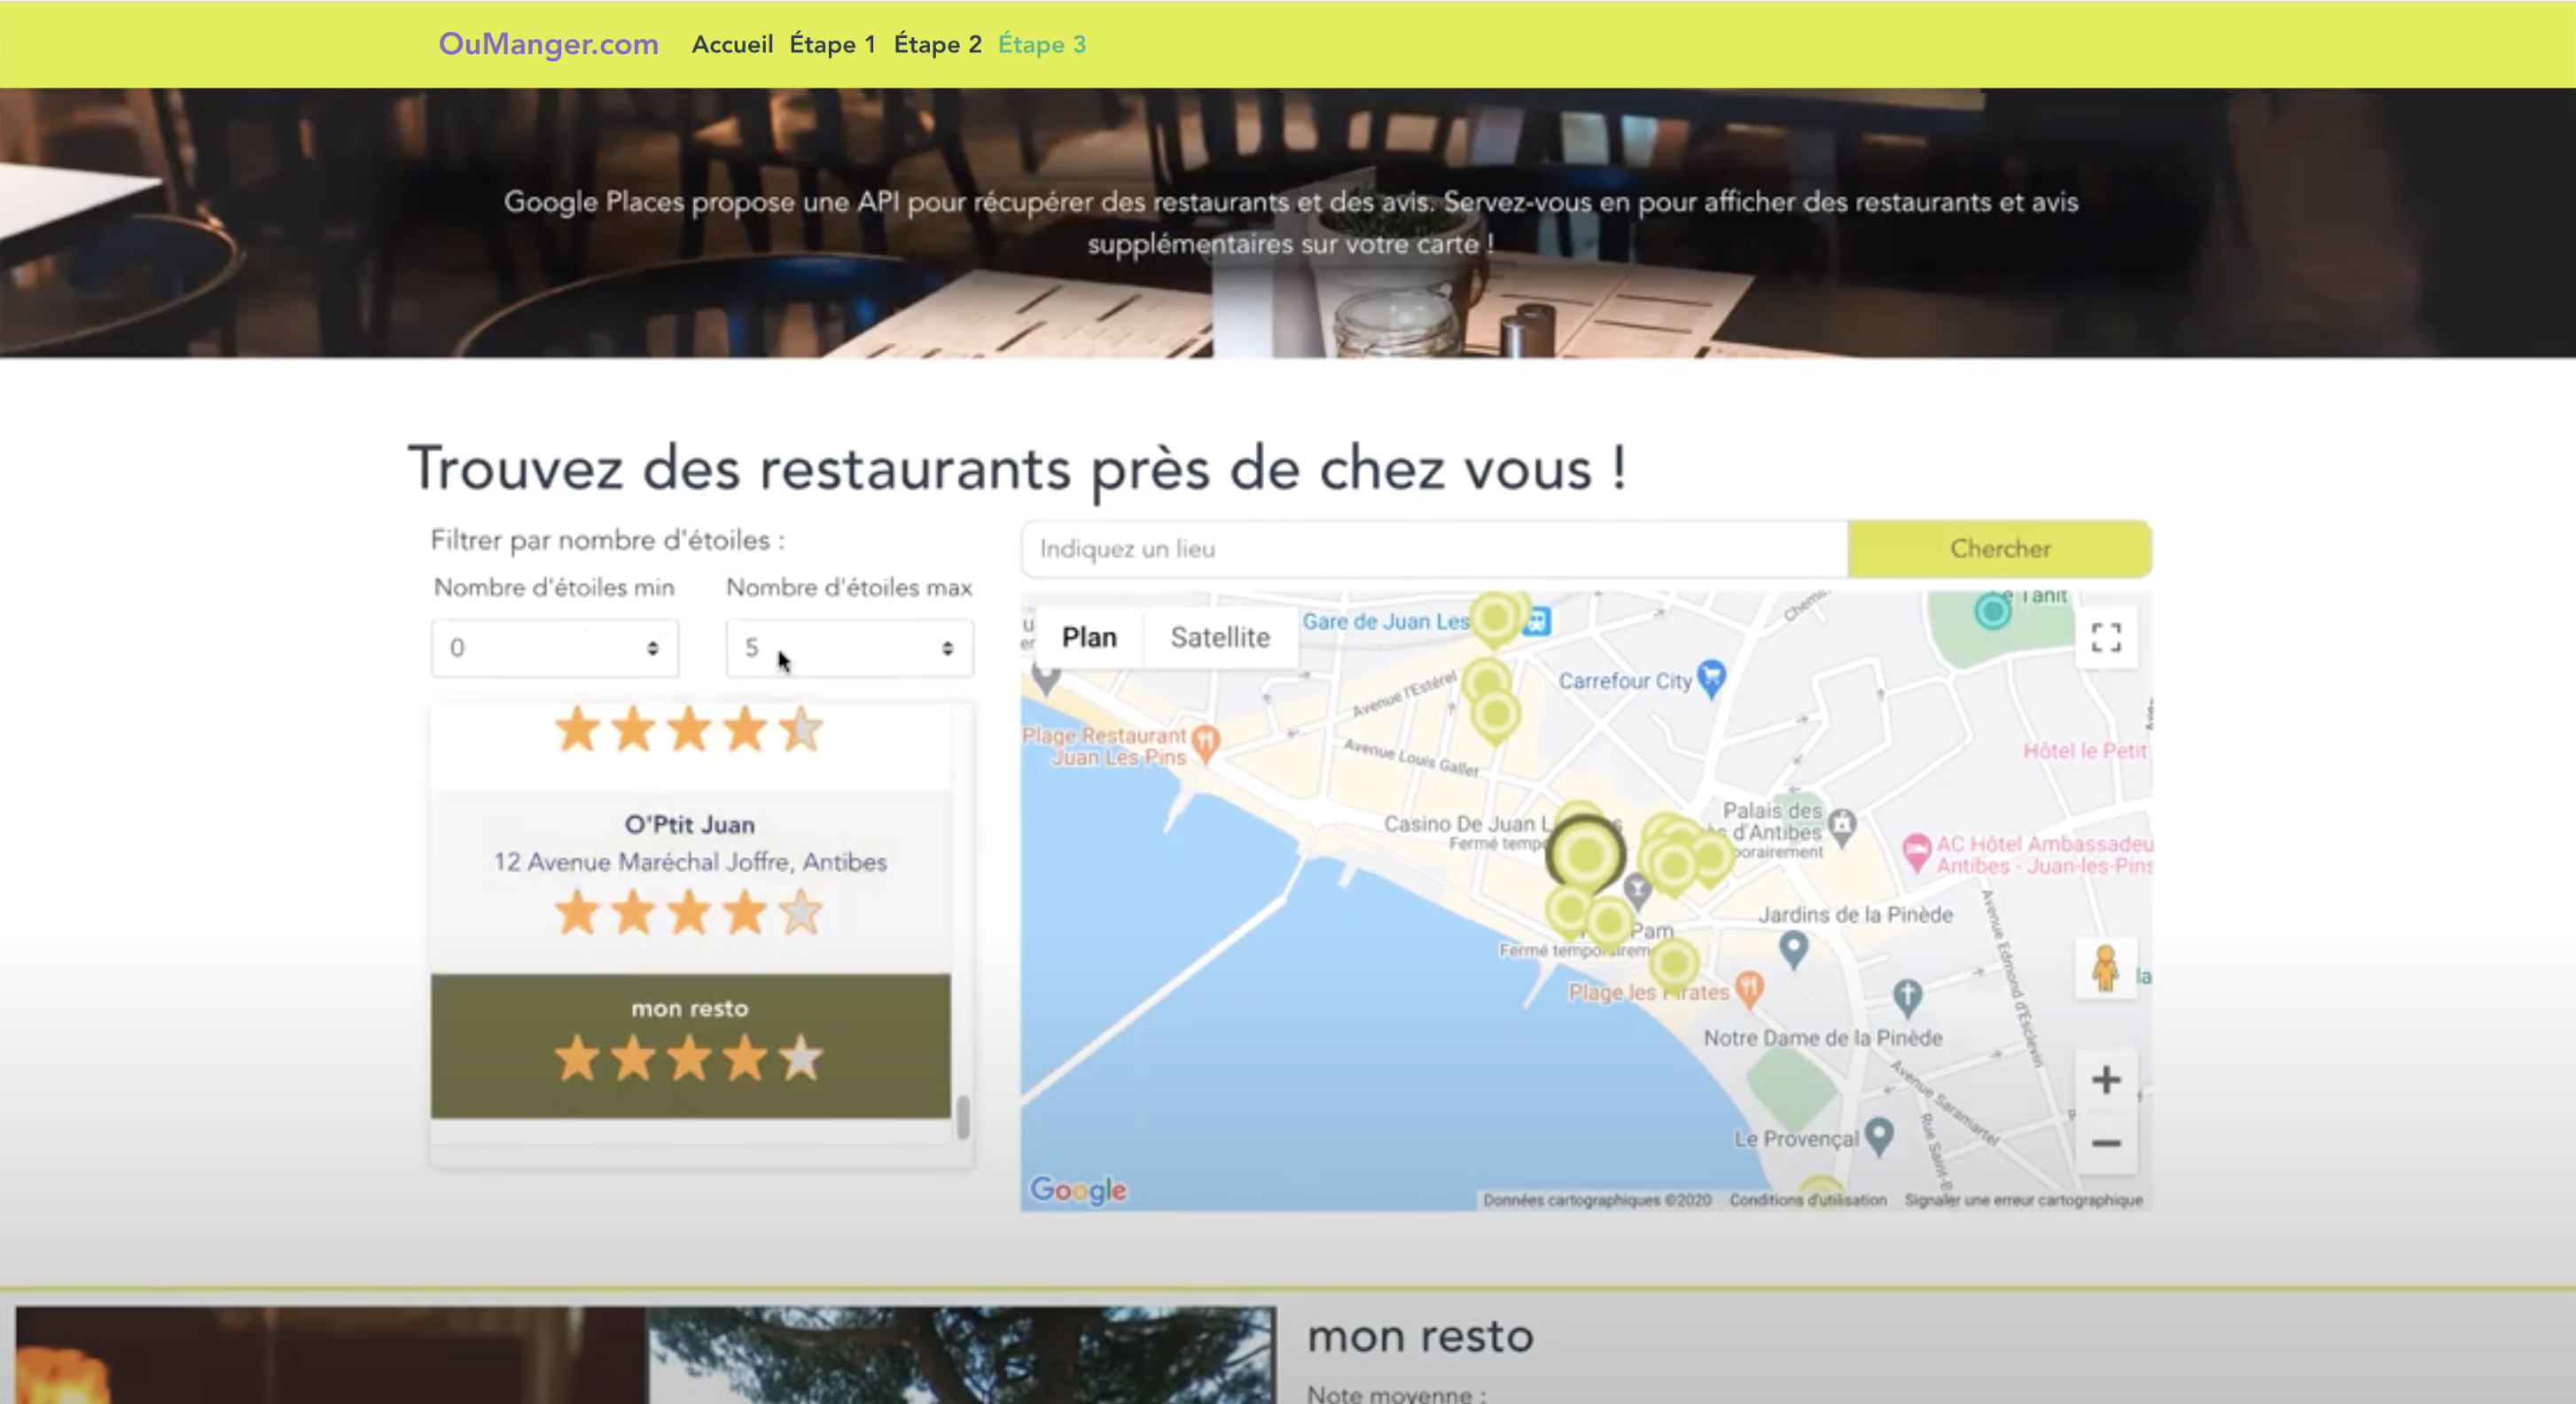 OuManger.com Accueil Étape 1 Étape 2 Étape 3
Google Places propose une API pour récupérer des restaurants et des avis. Servez-vous en pour afficher des restaurants et avis
supplémentaires sur votre carte !
Trouvez des restaurants près de chez vous !
Filtrer par nombre d'étoiles :
Nombre d'étoiles min Nombre d'étoiles max
0 5
O'Ptit Juan
12 Avenue Maréchal Joffre, Antibes
mon resto
Indiquez un lieu Chercher
Plan Satellite
Gare de Juan Les
Chemin
Tanit
Carrefour City
Avenue l'Estérel
Plage Restaurant
Juan Les Pins
Avenue Louis Gallet
Hôtel le Petit
Casino De Juan L
Fermé temp
Palais des
d'Antibes
AC Hôtel Ambassadeu
Antibes - Juan-les-Pins
Jardins de la Pinède
Pam
Fermé temporairem
Plage les Pirates
Avenue Edmond d'Esclevin
Notre Dame de la Pinède
Avenue Saramartel
Le Provençal
Rue Saint-B
Google
Données cartographiques ©2020 Conditions d'utilisation Signaler une erreur cartographique
mon resto
Note moyenne :